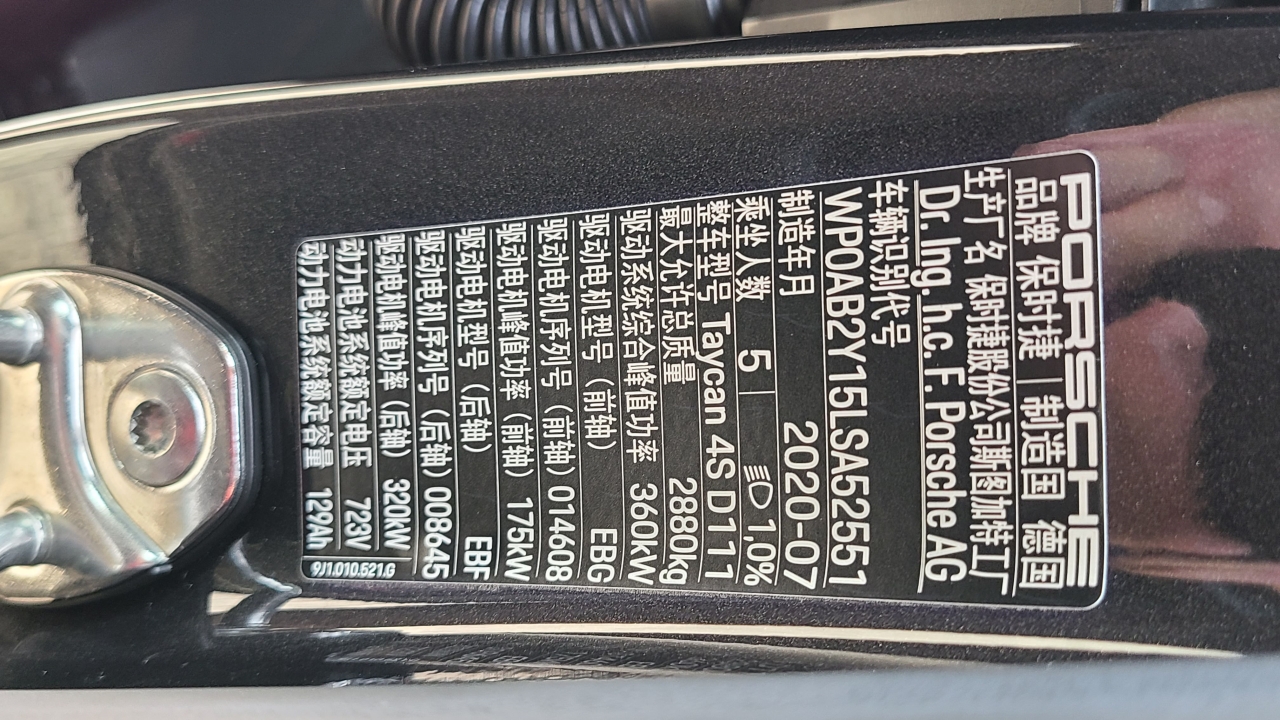 PORSCHE
品牌 保时捷 制造国 德国
生产厂名 保时捷股份公司斯图加特工厂
Dr. Ing. h.c. F. Porsche AG
车辆识别代号
WP0AB2Y15LSA52551
制造年月 2020-07
乘坐人数 5 1,0%
整车型号 Taycan 4S D111
最大允许总质量 2880kg
驱动系统综合峰值功率 360kW
驱动电机型号（前轴） EBG
驱动电机序列号（前轴）014608
驱动电机峰值功率（前轴） 175kW
驱动电机型号（后轴） EBF
驱动电机序列号（后轴）008645
驱动电机峰值功率（后轴） 320kW
动力电池系统额定电压 723V
动力电池系统额定容量 129Ah
9J1.010.521.G